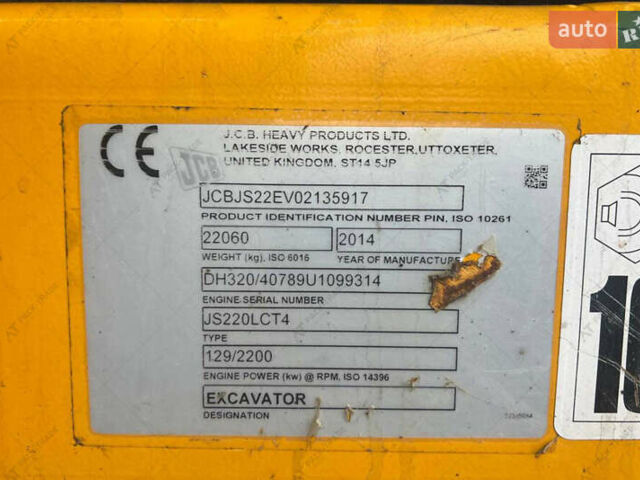 auto
R
J.C.B. HEAVY PRODUCTS LTD.
LAKESIDE WORKS, ROCESTER,UTTOXETER,
UNITED KINGDOM, ST14 5JP
CE
JCB
JCBJS22EV02135917
PRODUCT IDENTIFICATION NUMBER PIN, ISO 10261
22060 2014
WEIGHT (kg), ISO 6016 YEAR OF MANUFACTURE
DH320/40789U1099314
ENGINE SERIAL NUMBER
JS220LCT4
TYPE
129/2200
ENGINE POWER (kw) @ RPM, ISO 14396
EXCAVATOR
DESIGNATION
10